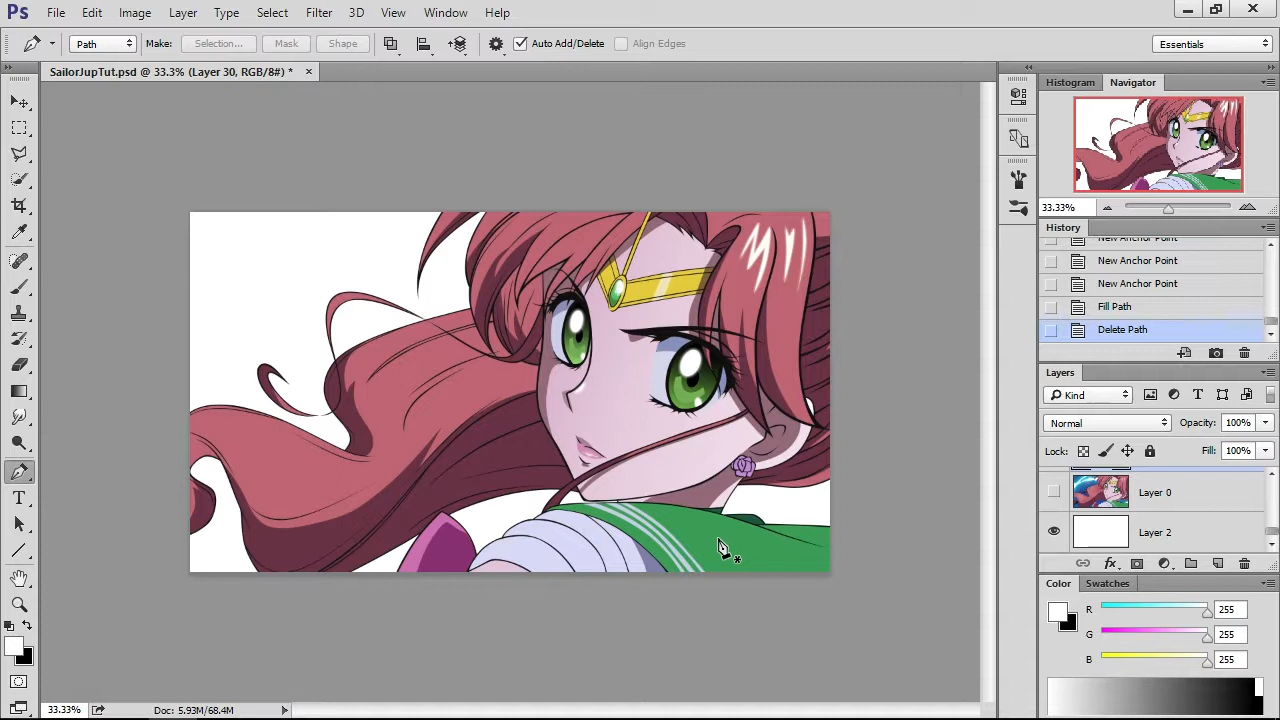 Ps File Edit Image Layer Type Select Filter 3D View Window Help
Path Make: Selection... Mask Shape Auto Add/Delete Align Edges Essentials
SailorJupTut.psd @ 33.3% (Layer 30, RGB/8#) * ×
Histogram Navigator
33.33%
History
New Anchor Point
New Anchor Point
New Anchor Point
Fill Path
Delete Path
Layers
Kind
Normal Opacity: 100%
Lock: Fill: 100%
Layer 0
Layer 2
Color Swatches
R 255
G 255
B 255
33.33% Doc: 5.93M/68.4M